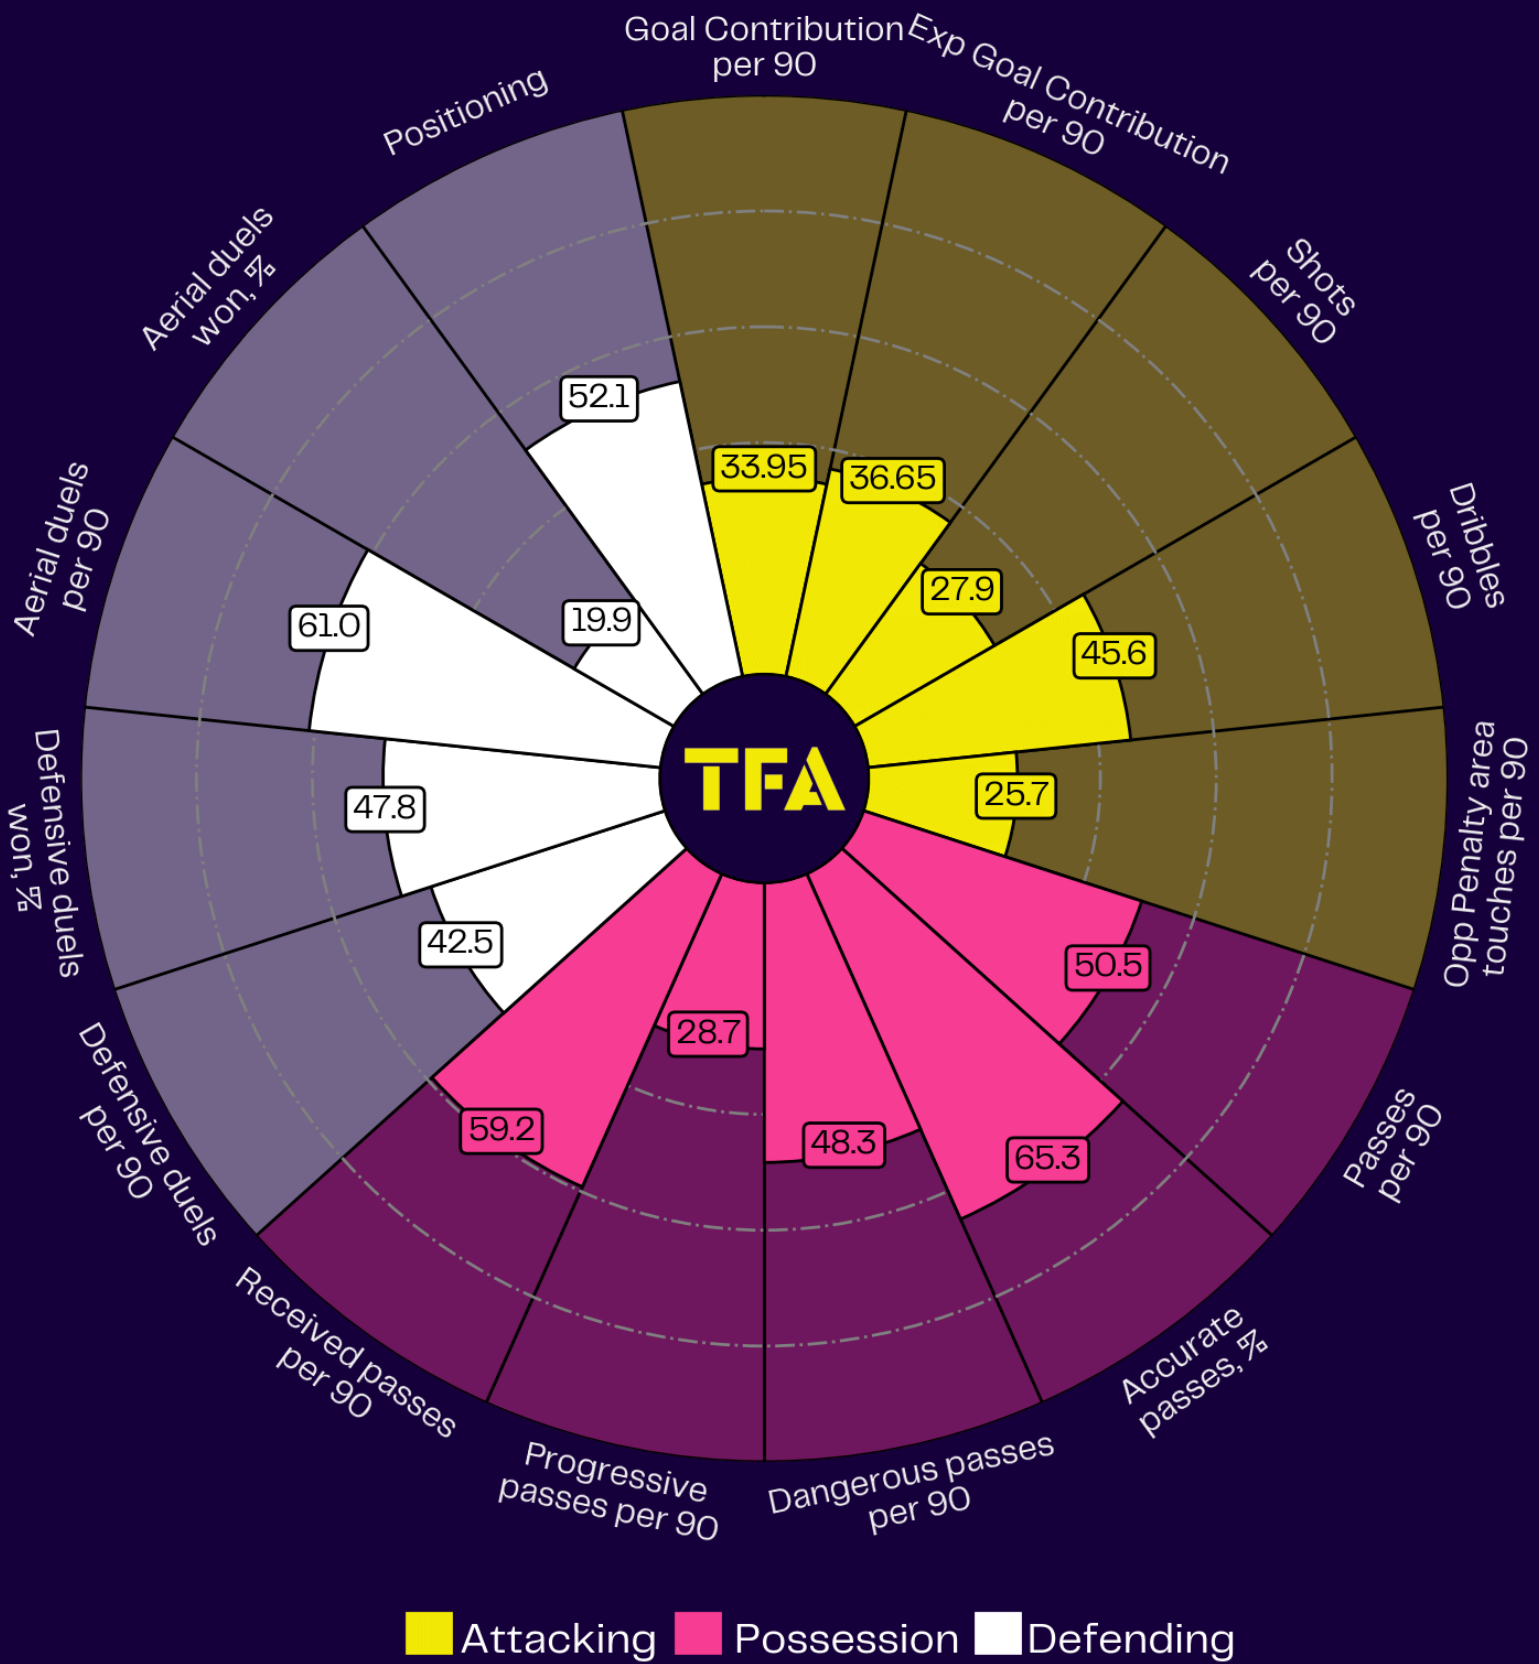 Goal Contribution
per 90
Exp Goal Contribution
per 90
Shots
per 90
Dribbles
per 90
Opp Penalty area
touches per 90
Passes
per 90
Accurate
passes, %
Dangerous passes
per 90
Progressive
passes per 90
Received passes
per 90
Defensive duels
per 90
Defensive duels
won, %
Aerial duels
per 90
Aerial duels
won, %
Positioning
33.95
36.65
27.9
45.6
25.7
50.5
65.3
48.3
28.7
59.2
42.5
47.8
61.0
19.9
52.1
TFA
Attacking
Possession
Defending